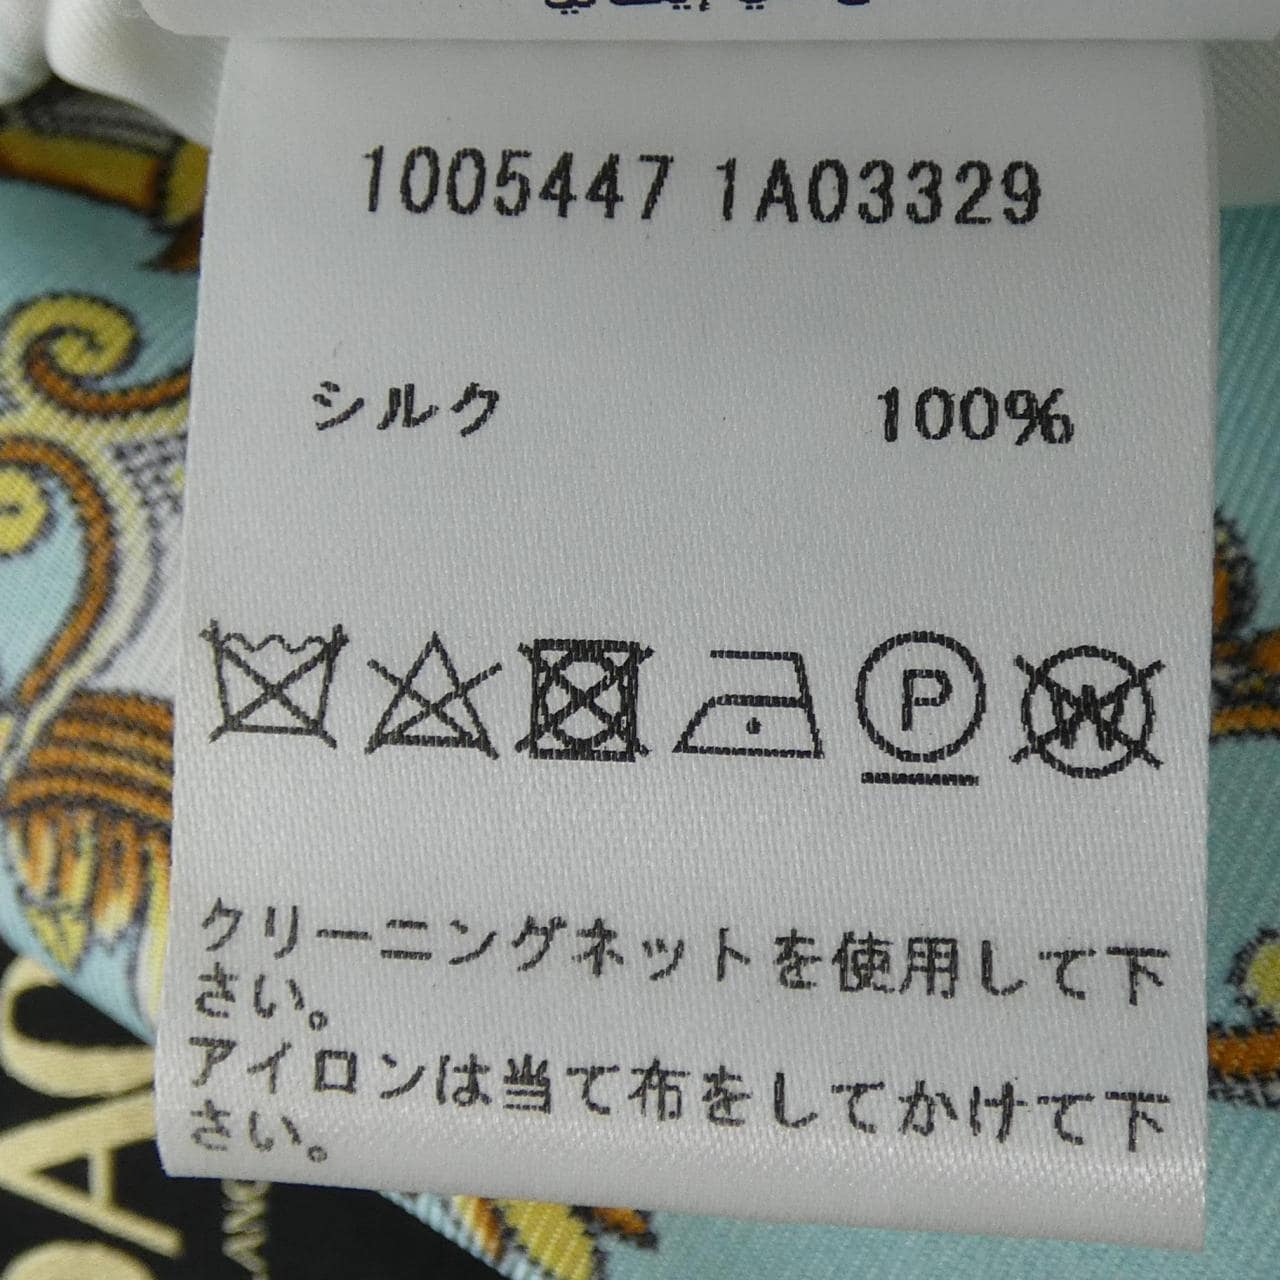 1005447 1A03329
シルク 100%
P
W
クリーニングネットを使用して下
さい。
アイロンは当て布をしてかけて下
さい。